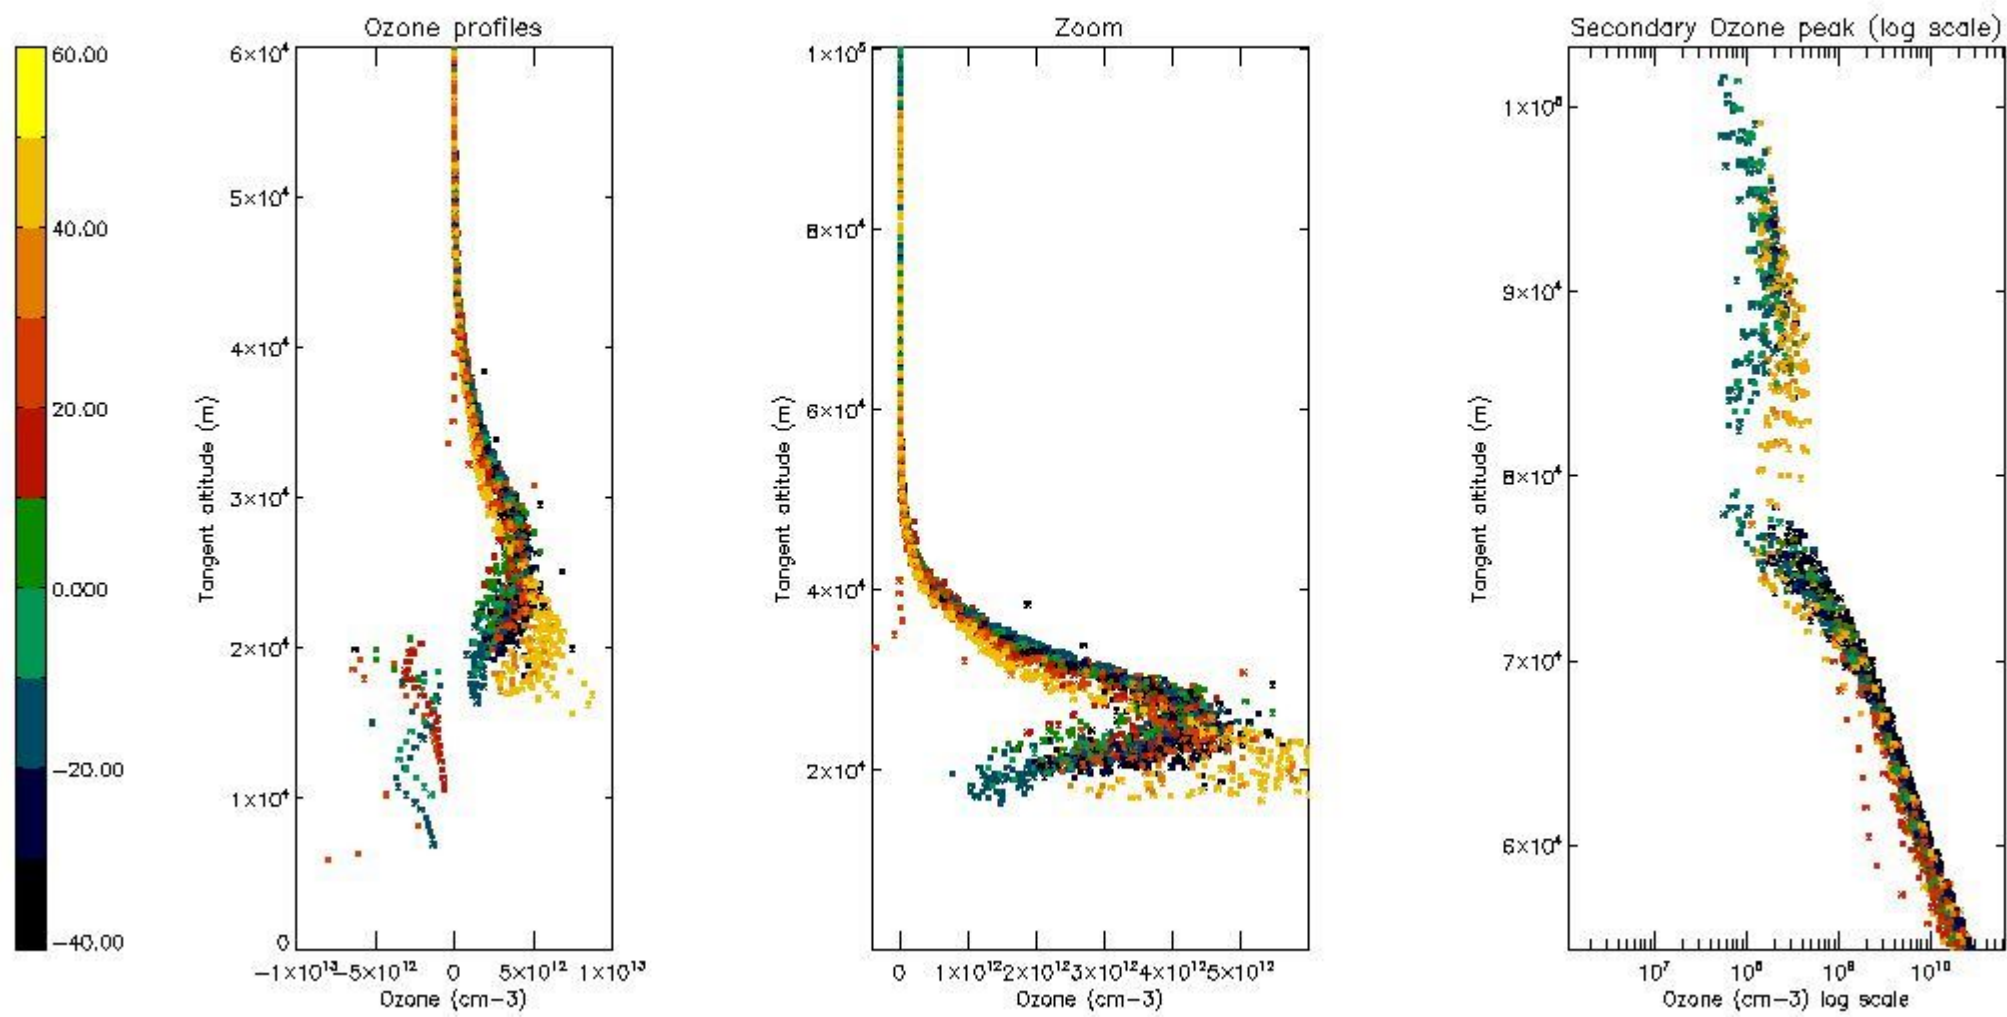 Ozone profiles
Zoom
Secondary Ozone peak (log scale)
60.00
40.00
20.00
0.000
−20.00
−40.00
Tangent altitude (m)
6×10⁴
5×10⁴
4×10⁴
3×10⁴
2×10⁴
1×10⁴
0
−1×10¹³ −5×10¹² 0 5×10¹² 1×10¹³
Ozone (cm−3)
Tangent altitude (m)
1×10⁵
8×10⁴
6×10⁴
4×10⁴
2×10⁴
0 1×10¹² 2×10¹² 3×10¹² 4×10¹² 5×10¹²
Ozone (cm−3)
Tangent altitude (m)
1×10⁵
9×10⁴
8×10⁴
7×10⁴
6×10⁴
10⁷ 10⁸ 10⁹ 10¹⁰
Ozone (cm−3) log scale